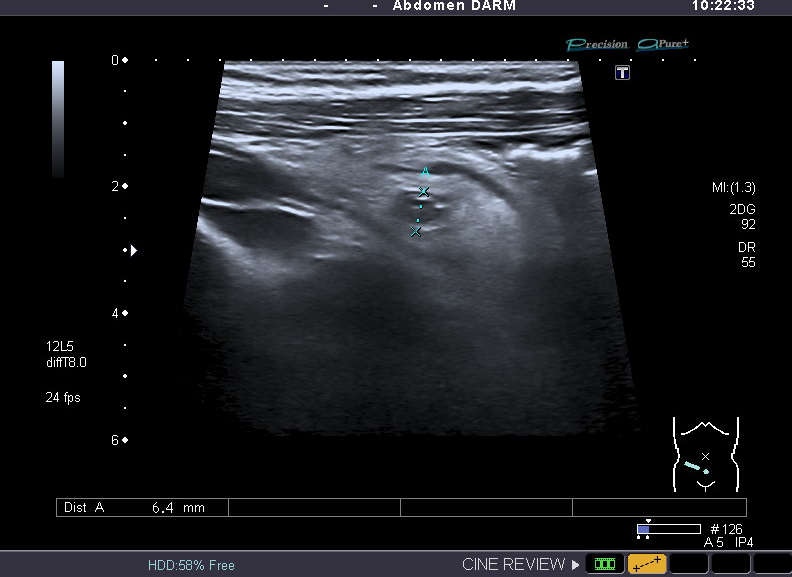 - - Abdomen DARM 10:22:33
Precision APure+
T
0
2
4
6
A
MI:(1.3)
2DG
92
DR
55
12L5
diffT8.0
24 fps
Dist A 6.4 mm
#126
A 5 IP4
HDD:58% Free
CINE REVIEW